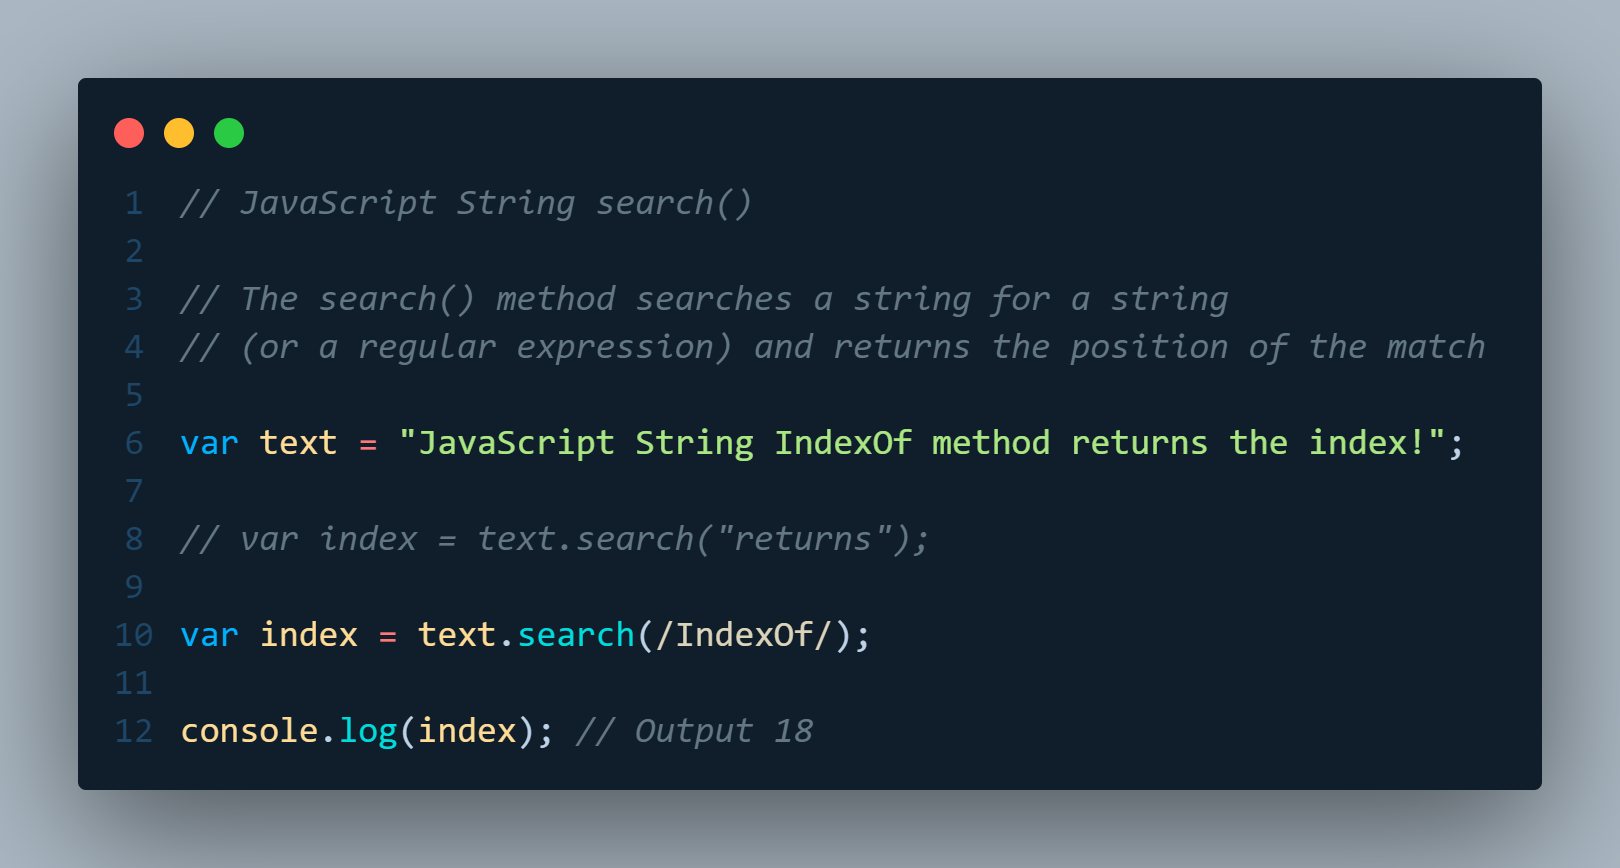 1 // JavaScript String search()
2
3 // The search() method searches a string for a string
4 // (or a regular expression) and returns the position of the match
5
6 var text = "JavaScript String IndexOf method returns the index!";
7
8 // var index = text.search("returns");
9
10 var index = text.search(/IndexOf/);
11
12 console.log(index); // Output 18